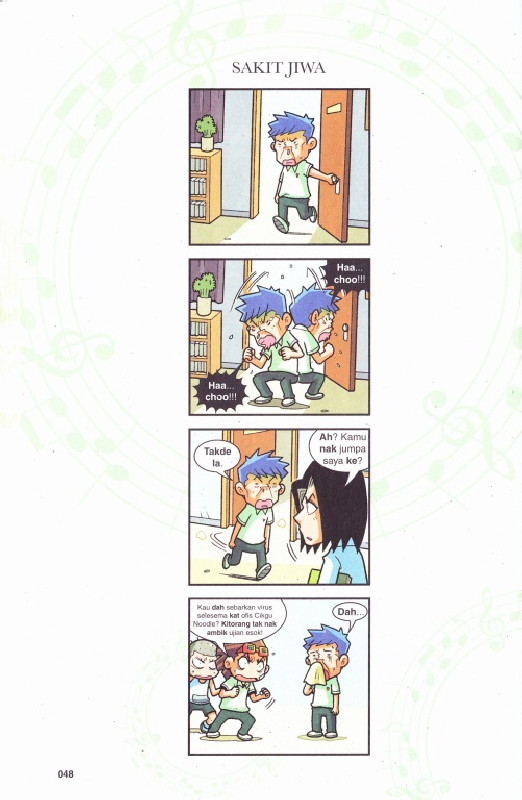 SAKIT JIWA
Haa...
choo!!!
Haa...
choo!!!
Takde
la.
Ah? Kamu
nak jumpa
saya ke?
Kau dah sebarkan virus
selesema kat ofis Cikgu
Noodle? Kitorang tak nak
ambik ujian esok!
Dah...
048